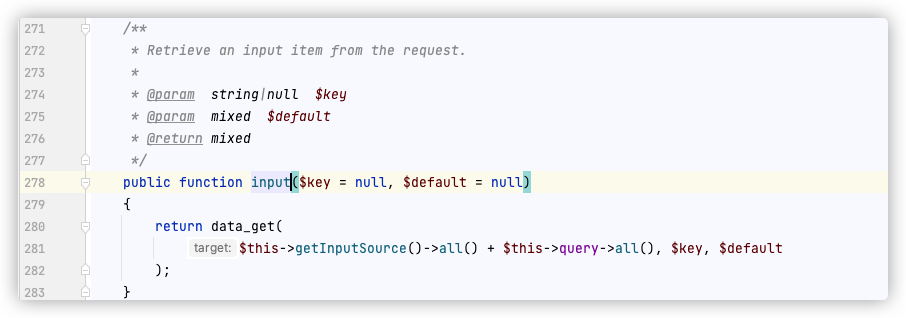 271 /**
272 * Retrieve an input item from the request.
273 *
274 * @param  string|null  $key
275 * @param  mixed  $default
276 * @return mixed
277 */
278 public function input($key = null, $default = null)
279 {
280 return data_get(
281 target: $this->getInputSource()->all() + $this->query->all(), $key, $default
282 );
283 }